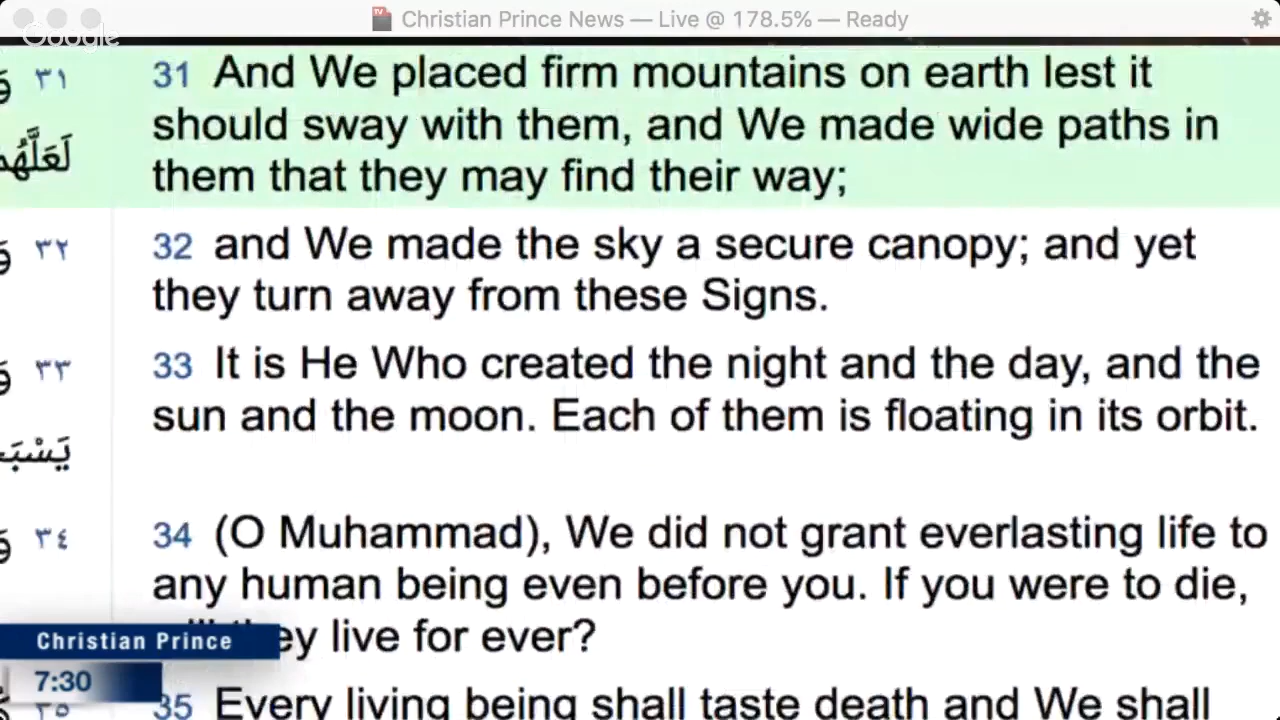 Christian Prince News — Live @ 178.5% — Ready
Google
٣١
31 And We placed firm mountains on earth lest it
should sway with them, and We made wide paths in
them that they may find their way;
٣٢
32 and We made the sky a secure canopy; and yet
they turn away from these Signs.
٣٣
33 It is He Who created the night and the day, and the
sun and the moon. Each of them is floating in its orbit.
٣٤
34 (O Muhammad), We did not grant everlasting life to
any human being even before you. If you were to die,
live for ever?
Christian Prince
7:30
٣٥
35 Every living being shall taste death and We shall